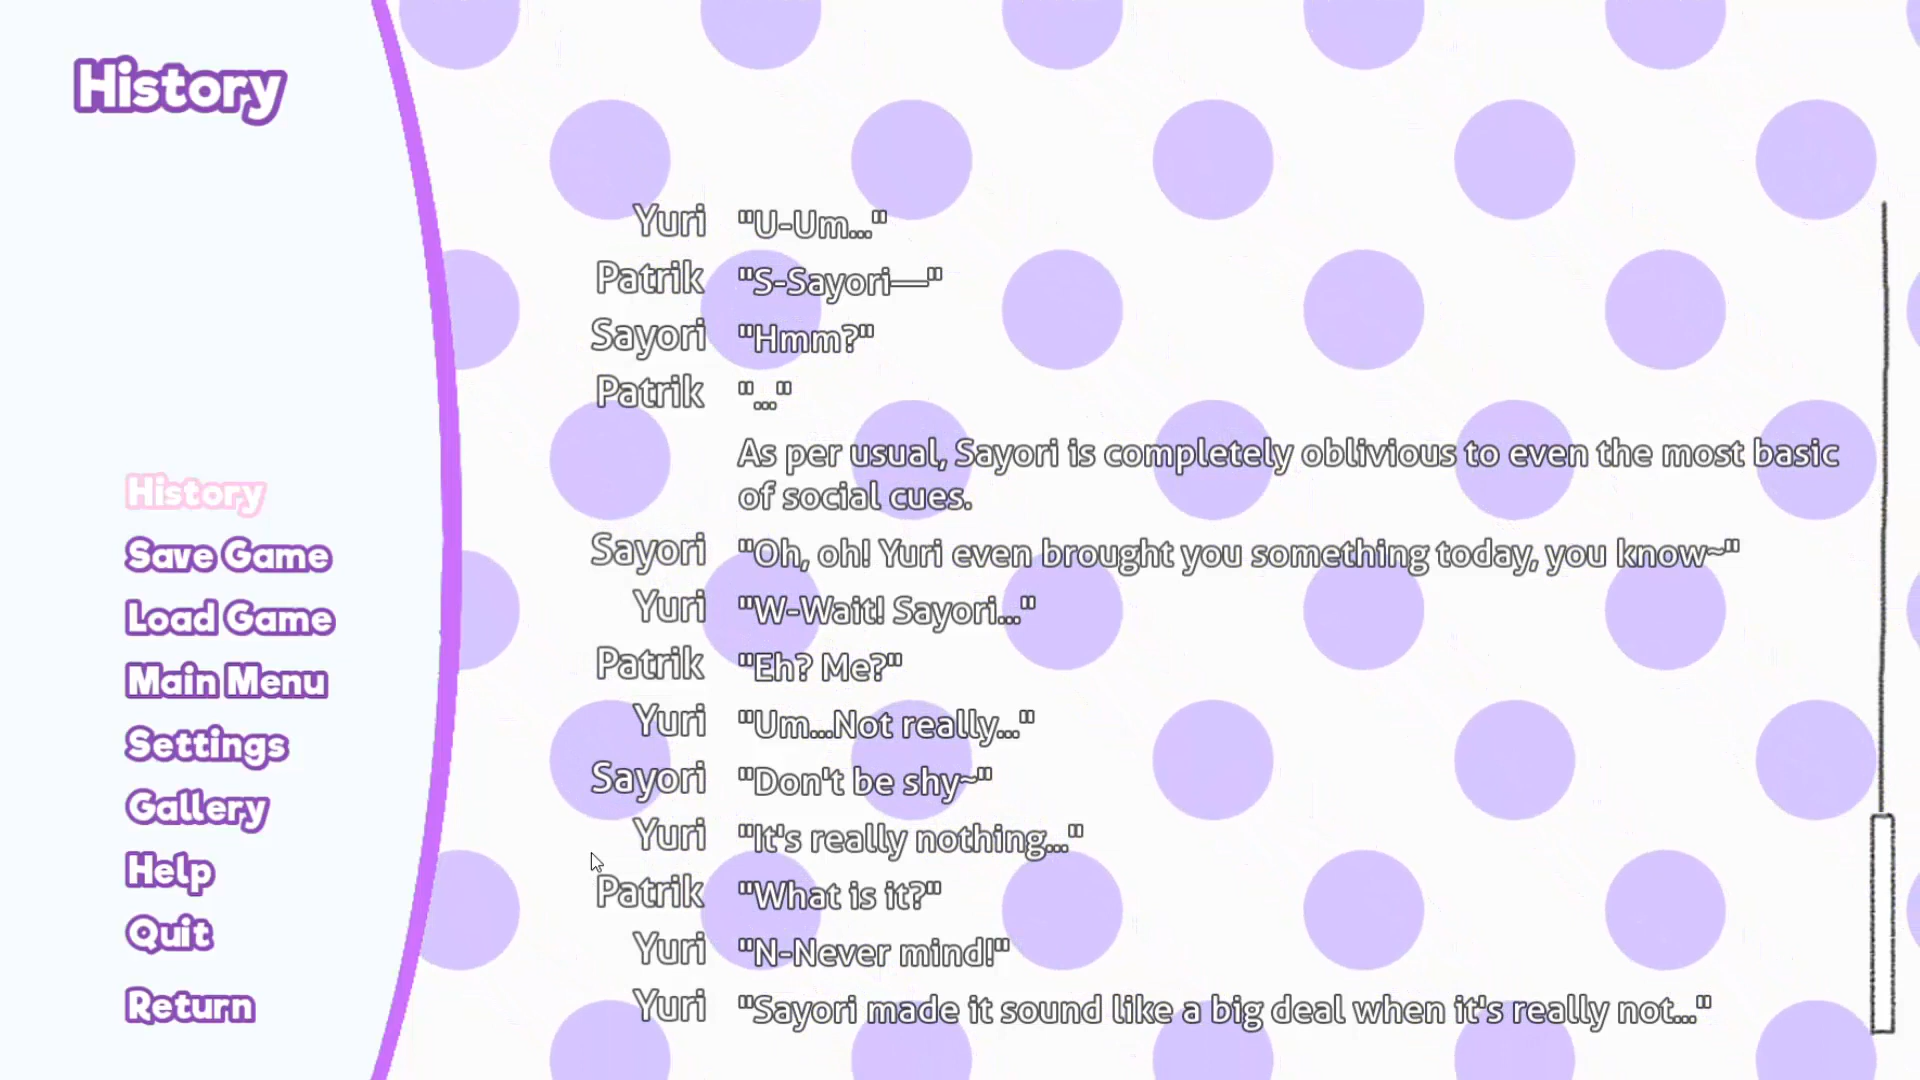 History
Yuri "U-Um..."
Patrik "S-Sayori—"
Sayori "Hmm?"
Patrik "..."
As per usual, Sayori is completely oblivious to even the most basic
of social cues.
Sayori "Oh, oh! Yuri even brought you something today, you know~"
Yuri "W-Wait! Sayori..."
Patrik "Eh? Me?"
Yuri "Um...Not really..."
Sayori "Don't be shy~"
Yuri "It's really nothing..."
Patrik "What is it?"
Yuri "N-Never mind!"
Yuri "Sayori made it sound like a big deal when it's really not..."
History
Save Game
Load Game
Main Menu
Settings
Gallery
Help
Quit
Return